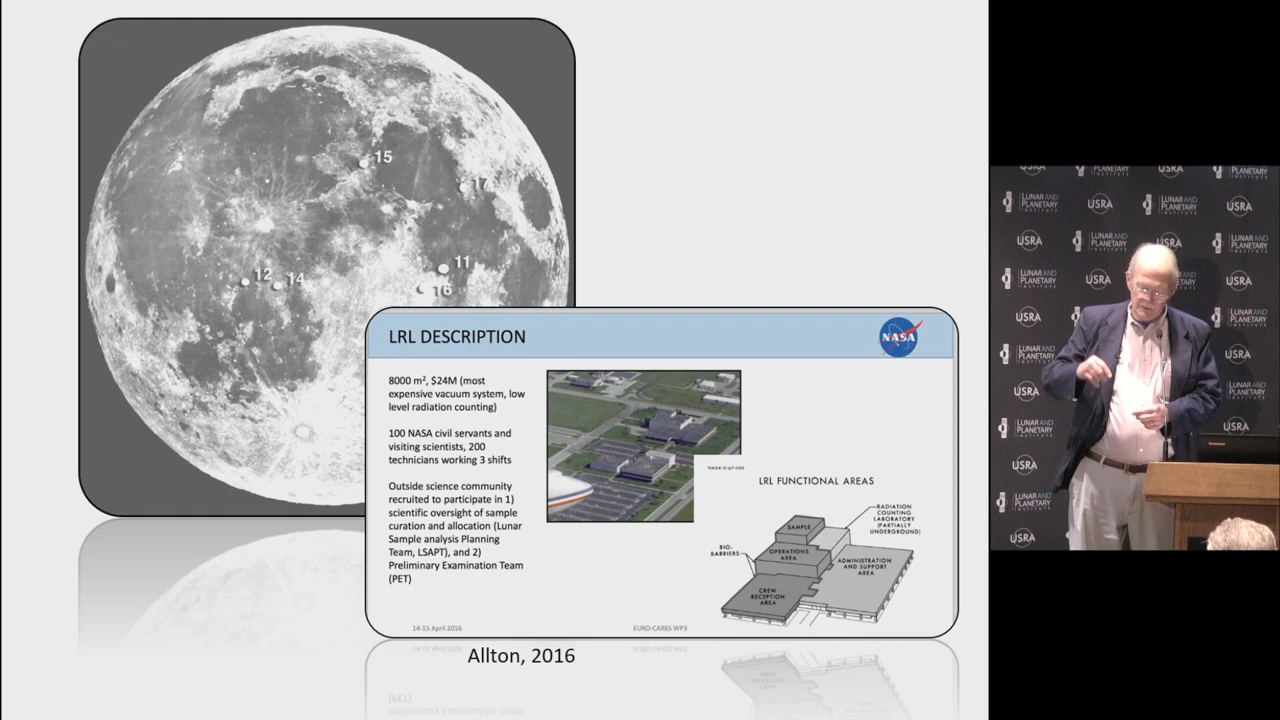 15
17
11
12
14
16
LRL DESCRIPTION
NASA
8000 m², $24M (most
expensive vacuum system, low
level radiation counting)
100 NASA civil servants and
visiting scientists, 200
technicians working 3 shifts
Outside science community
recruited to participate in 1)
scientific oversight of sample
curation and allocation (Lunar
Sample analysis Planning
Team, LSAPT), and 2)
Preliminary Examination Team
(PET)
LRL FUNCTIONAL AREAS
SAMPLE
RADIATION
COUNTING
LABORATORY
(PARTIALLY
UNDERGROUND)
BIO-
BARRIERS
OPERATIONS
AREA
ADMINISTRATION
AND SUPPORT
AREA
CREW
RECEPTION
AREA
14-15 April 2016
EURO-CARES WP3
Allton, 2016
USRA
LUNAR AND
PLANETARY
INSTITUTE